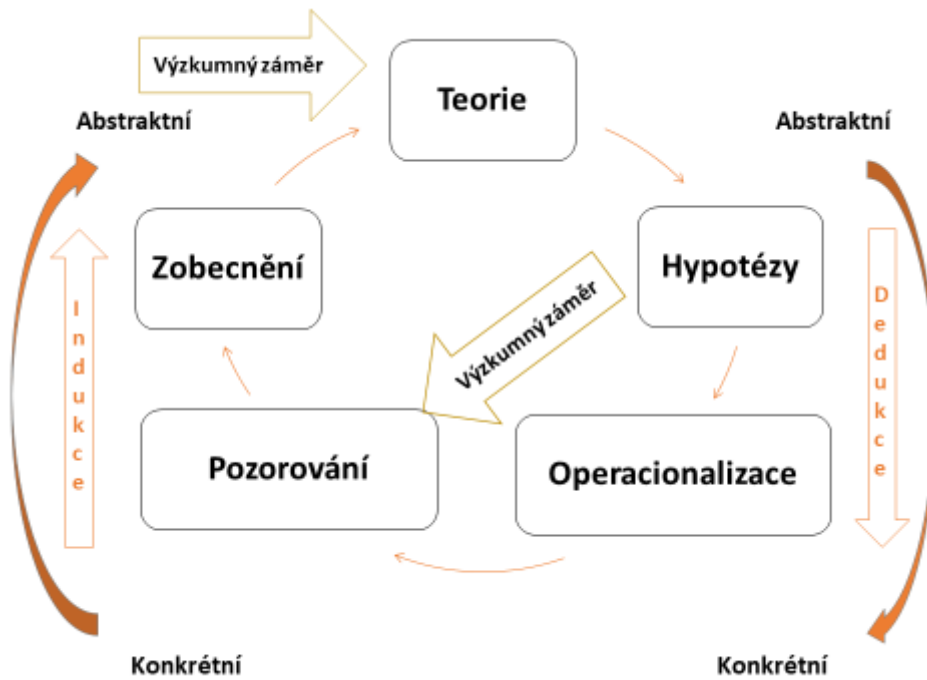 Výzkumný záměr
Teorie
Abstraktní
Abstraktní
Zobecnění
Hypotézy
Výzkumný záměr
Indukce
Dedukce
Pozorování
Operacionalizace
Konkrétní
Konkrétní